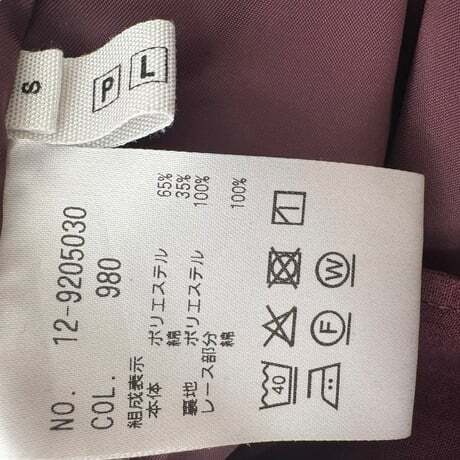 S
P L
NO. 12-9205030
COL. 980
組成表示
本体 ポリエステル 65%
綿 35%
裏地 ポリエステル 100%
レース部分
綿 100%
40
F W